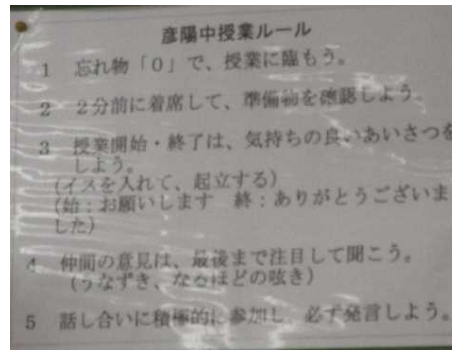 彦陽中授業ルール
1 忘れ物「0」で、授業に臨もう。
2 2分前に着席して、準備物を確認しよう。
3 授業開始・終了は、気持ちの良いあいさつを
しよう。
(イスを入れて、起立する)
(始:お願いします 終:ありがとうございま
した)
4 仲間の意見は、最後まで注目して聞こう。
(うなずき、なるほどの呟き)
5 話し合いに積極的に参加し、必ず発言しよう。